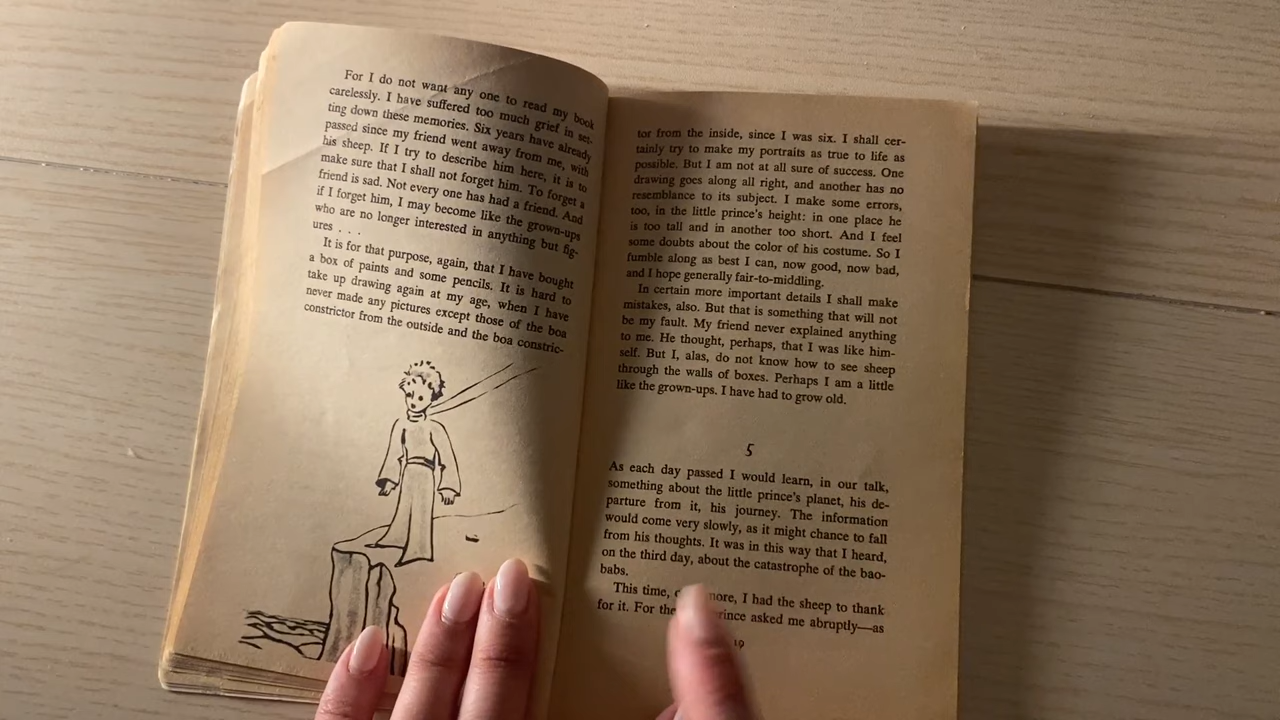 For I do not want any one to read my book
carelessly. I have suffered too much grief in set-
ting down these memories. Six years have already
passed since my friend went away from me, with
his sheep. If I try to describe him here, it is to
make sure that I shall not forget him. To forget a
friend is sad. Not every one has had a friend. And
if I forget him, I may become like the grown-ups
who are no longer interested in anything but fig-
ures . . .
It is for that purpose, again, that I have bought
a box of paints and some pencils. It is hard to
take up drawing again at my age, when I have
never made any pictures except those of the boa
constrictor from the outside and the boa constric-
tor from the inside, since I was six. I shall cer-
tainly try to make my portraits as true to life as
possible. But I am not at all sure of success. One
drawing goes along all right, and another has no
resemblance to its subject. I make some errors,
too, in the little prince's height: in one place he
is too tall and in another too short. And I feel
some doubts about the color of his costume. So I
fumble along as best I can, now good, now bad,
and I hope generally fair-to-middling.
In certain more important details I shall make
mistakes, also. But that is something that will not
be my fault. My friend never explained anything
to me. He thought, perhaps, that I was like him-
self. But I, alas, do not know how to see sheep
through the walls of boxes. Perhaps I am a little
like the grown-ups. I have had to grow old.
5
As each day passed I would learn, in our talk,
something about the little prince's planet, his de-
parture from it, his journey. The information
would come very slowly, as it might chance to fall
from his thoughts. It was in this way that I heard,
on the third day, about the catastrophe of the bao-
babs.
This time, more, I had the sheep to thank
for it. For the prince asked me abruptly—as
19